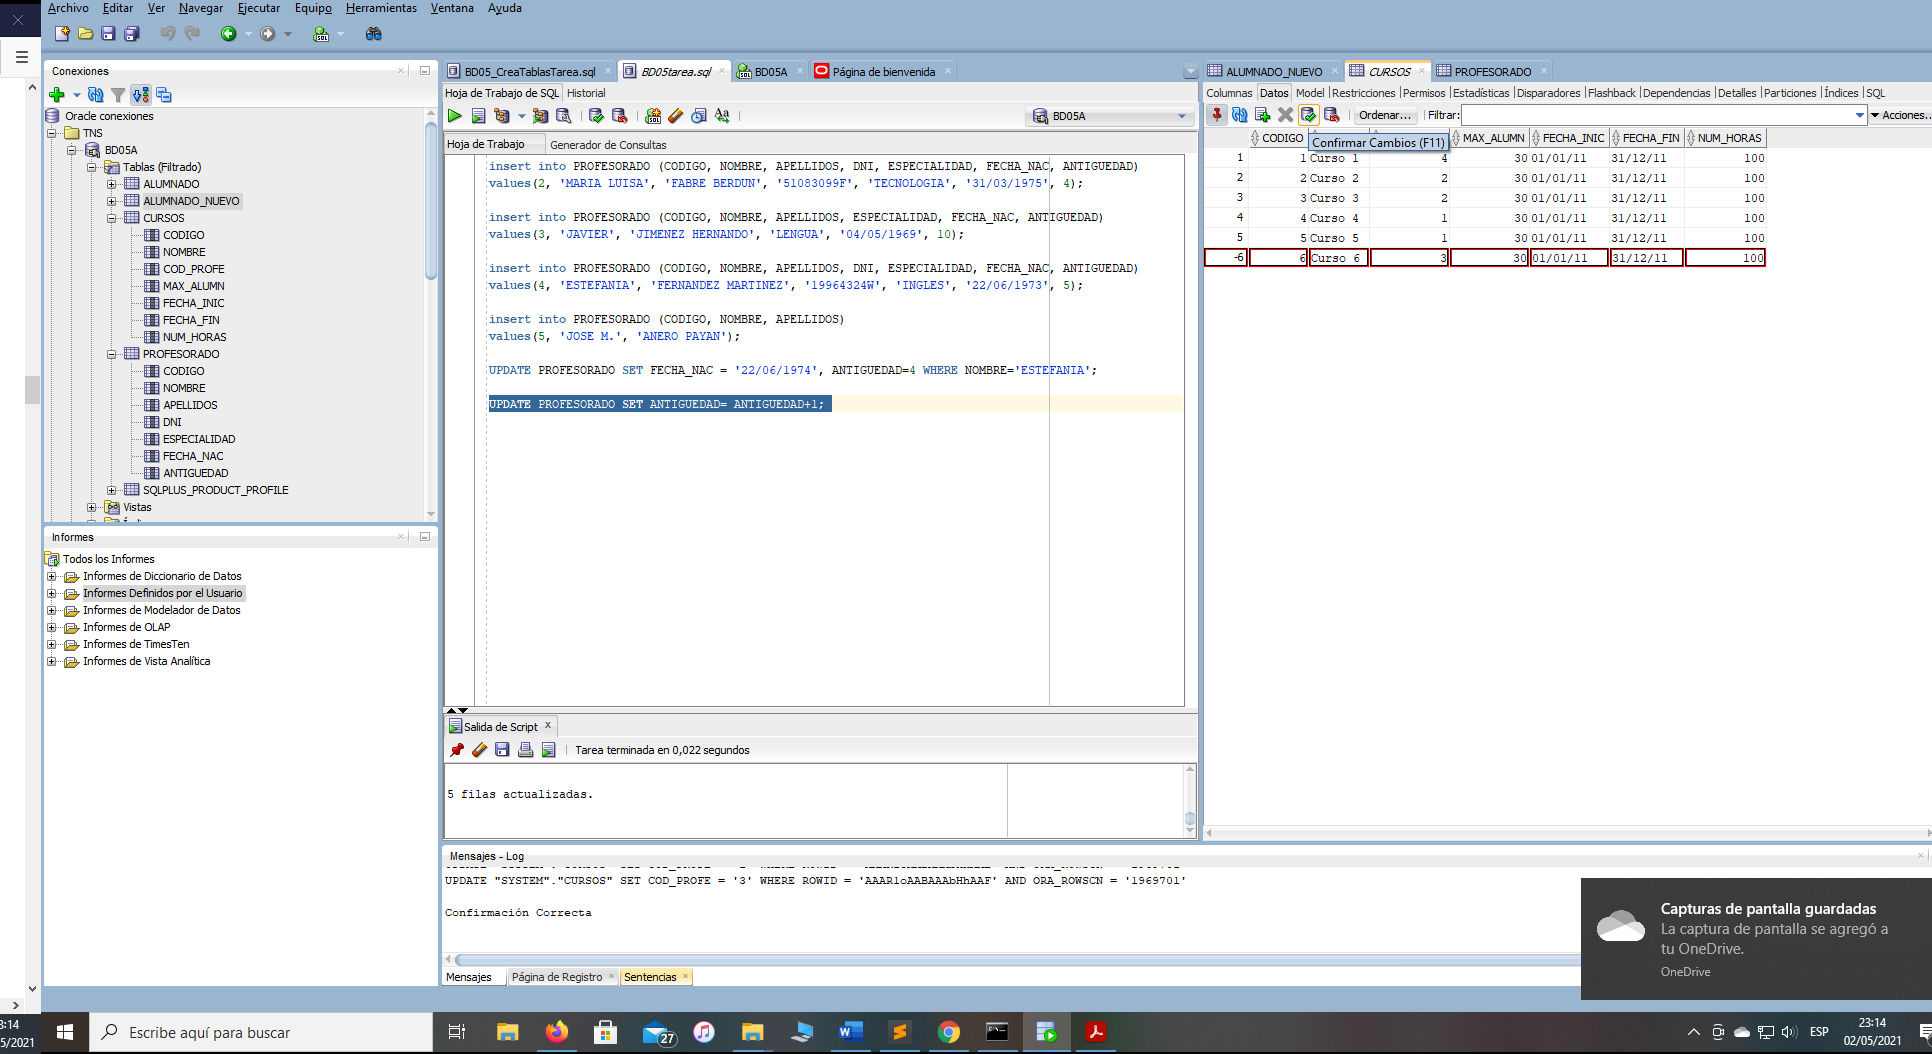 Archivo Editar Ver Navegar Ejecutar Equipo Herramientas Ventana Ayuda
Conexiones
Oracle conexiones
TNS
BD05A
Tablas (Filtrado)
ALUMNADO
ALUMNADO_NUEVO
CURSOS
CODIGO
NOMBRE
COD_PROFE
MAX_ALUMN
FECHA_INIC
FECHA_FIN
NUM_HORAS
PROFESORADO
CODIGO
NOMBRE
APELLIDOS
DNI
ESPECIALIDAD
FECHA_NAC
ANTIGUEDAD
SQLPLUS_PRODUCT_PROFILE
Vistas
Informes
Todos los Informes
Informes de Diccionario de Datos
Informes Definidos por el Usuario
Informes de Modelador de Datos
Informes de OLAP
Informes de TimesTen
Informes de Vista Analítica
BD05_CreaTablasTarea.sql BD05tarea.sql BD05A Página de bienvenida
Hoja de Trabajo de SQL Historial
BD05A
Hoja de Trabajo Generador de Consultas
insert into PROFESORADO (CODIGO, NOMBRE, APELLIDOS, DNI, ESPECIALIDAD, FECHA_NAC, ANTIGUEDAD)
values(2, 'MARIA LUISA', 'FABRE BERDUN', '51083099F', 'TECNOLOGIA', '31/03/1975', 4);
insert into PROFESORADO (CODIGO, NOMBRE, APELLIDOS, ESPECIALIDAD, FECHA_NAC, ANTIGUEDAD)
values(3, 'JAVIER', 'JIMENEZ HERNANDO', 'LENGUA', '04/05/1969', 10);
insert into PROFESORADO (CODIGO, NOMBRE, APELLIDOS, DNI, ESPECIALIDAD, FECHA_NAC, ANTIGUEDAD)
values(4, 'ESTEFANIA', 'FERNANDEZ MARTINEZ', '19964324W', 'INGLES', '22/06/1973', 5);
insert into PROFESORADO (CODIGO, NOMBRE, APELLIDOS)
values(5, 'JOSE M.', 'ANERO PAYAN');
UPDATE PROFESORADO SET FECHA_NAC = '22/06/1974', ANTIGUEDAD=4 WHERE NOMBRE='ESTEFANIA';
UPDATE PROFESORADO SET ANTIGUEDAD= ANTIGUEDAD+1;
Salida de Script
Tarea terminada en 0,022 segundos
5 filas actualizadas.
ALUMNADO_NUEVO CURSOS PROFESORADO
Columnas Datos Model Restricciones Permisos Estadísticas Disparadores Flashback Dependencias Detalles Particiones Índices SQL
Ordenar... Filtrar: Acciones...
CODIGO MAX_ALUMN FECHA_INIC FECHA_FIN NUM_HORAS
Confirmar Cambios (F11)
1 1 Curso 1 4 30 01/01/11 31/12/11 100
2 2 Curso 2 2 30 01/01/11 31/12/11 100
3 3 Curso 3 2 30 01/01/11 31/12/11 100
4 4 Curso 4 1 30 01/01/11 31/12/11 100
5 5 Curso 5 1 30 01/01/11 31/12/11 100
-6 6 Curso 6 3 30 01/01/11 31/12/11 100
Mensajes - Log
UPDATE "SYSTEM"."CURSOS" SET COD_PROFE = '3' WHERE ROWID = 'AAAR1oAABAAAbHhAAF' AND ORA_ROWSCN = '1969701'
Confirmación Correcta
Mensajes Página de Registro Sentencias
Capturas de pantalla guardadas
La captura de pantalla se agregó a
tu OneDrive.
OneDrive
3:14
5/2021
Escribe aquí para buscar
27
ESP
23:14
02/05/2021